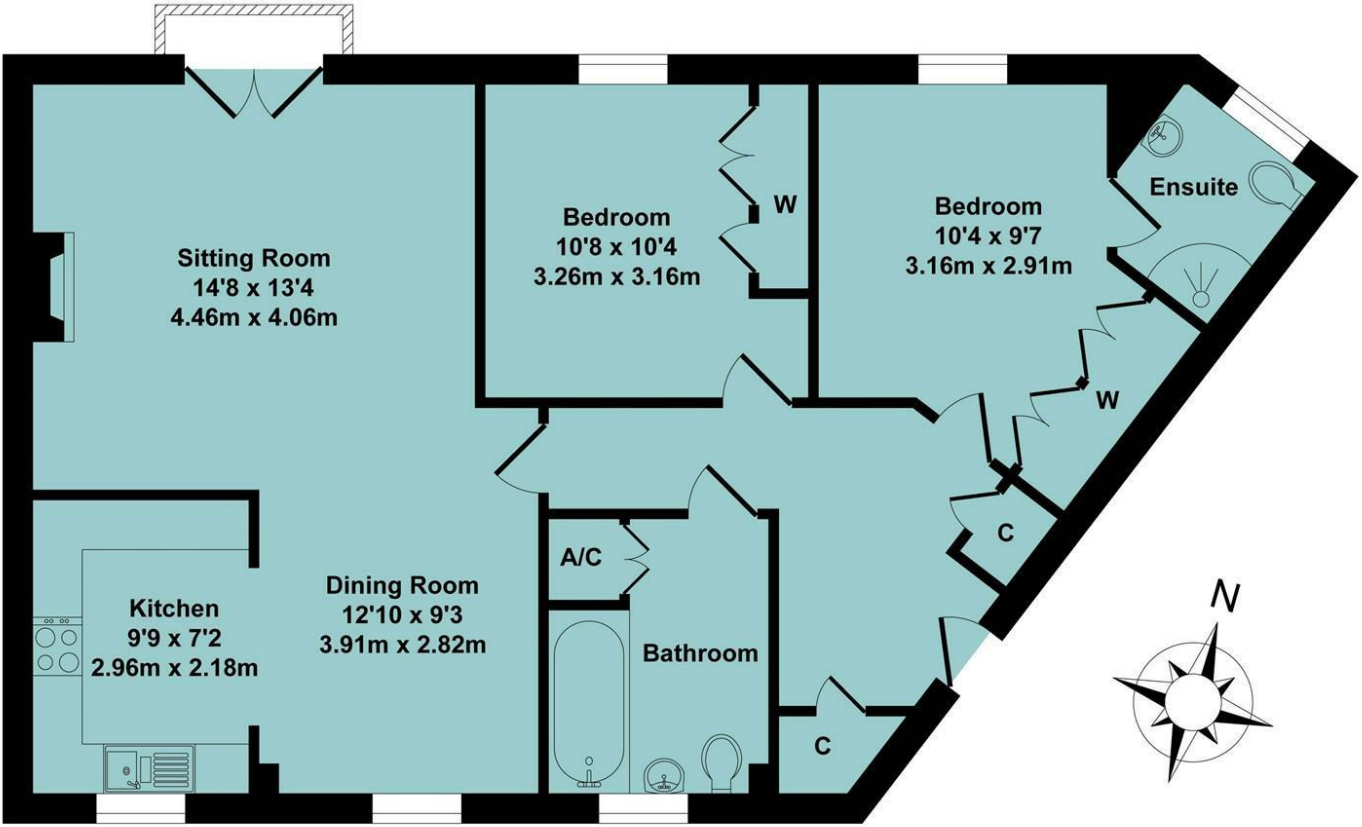 Sitting Room
14'8 x 13'4
4.46m x 4.06m
Bedroom
10'8 x 10'4
3.26m x 3.16m
W
Bedroom
10'4 x 9'7
3.16m x 2.91m
Ensuite
W
C
A/C
Kitchen
9'9 x 7'2
2.96m x 2.18m
Dining Room
12'10 x 9'3
3.91m x 2.82m
Bathroom
C
N